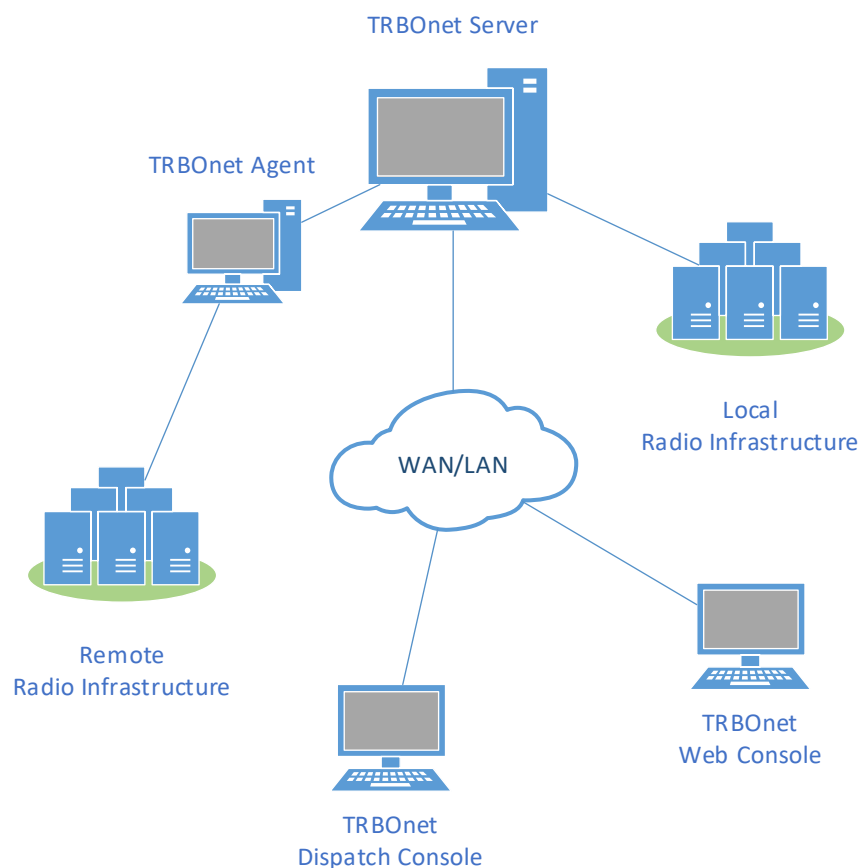 TRBOnet Server
TRBOnet Agent
Local
Radio Infrastructure
WAN/LAN
Remote
Radio Infrastructure
TRBOnet
Web Console
TRBOnet
Dispatch Console